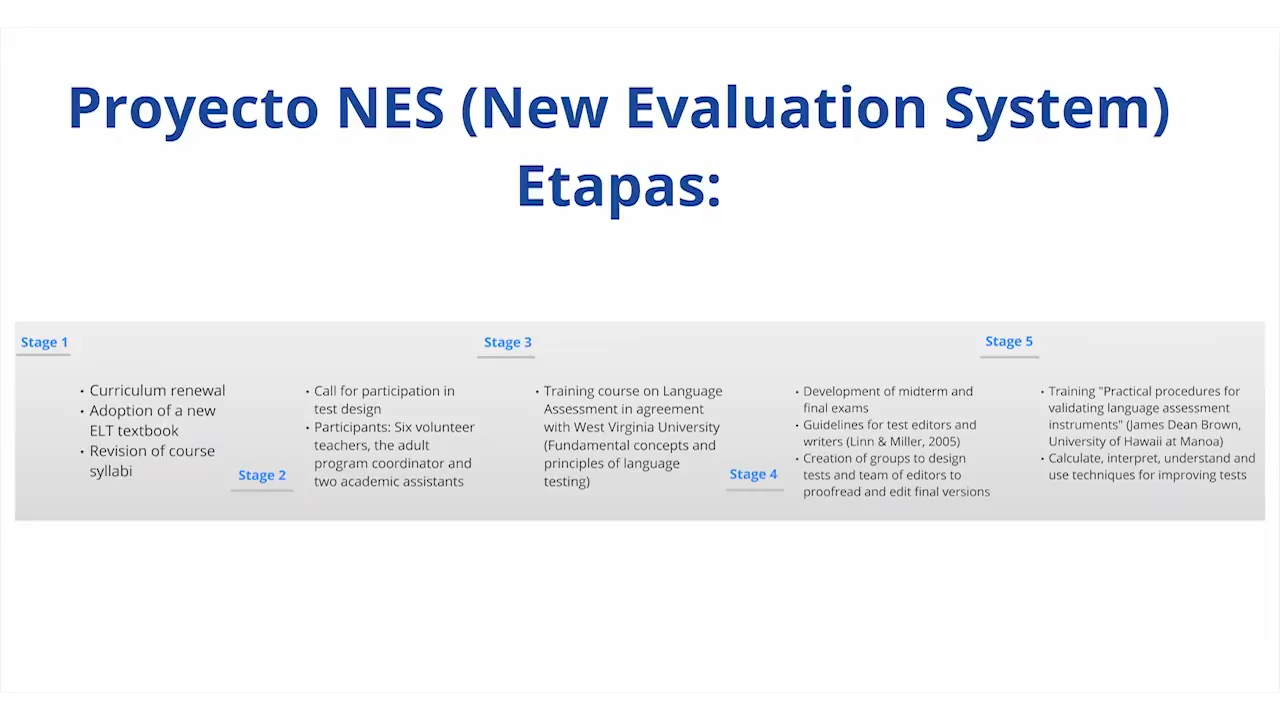 Proyecto NES (New Evaluation System)
Etapas:
Stage 1
• Curriculum renewal
• Adoption of a new
ELT textbook
• Revision of course
syllabi
Stage 2
• Call for participation in
test design
• Participants: Six volunteer
teachers, the adult
program coordinator and
two academic assistants
Stage 3
• Training course on Language
Assessment in agreement
with West Virginia University
(Fundamental concepts and
principles of language
testing)
Stage 4
• Development of midterm and
final exams
• Guidelines for test editors and
writers (Linn & Miller, 2005)
• Creation of groups to design
tests and team of editors to
proofread and edit final versions
Stage 5
• Training "Practical procedures for
validating language assessment
instruments" (James Dean Brown,
University of Hawaii at Manoa)
• Calculate, interpret, understand and
use techniques for improving tests